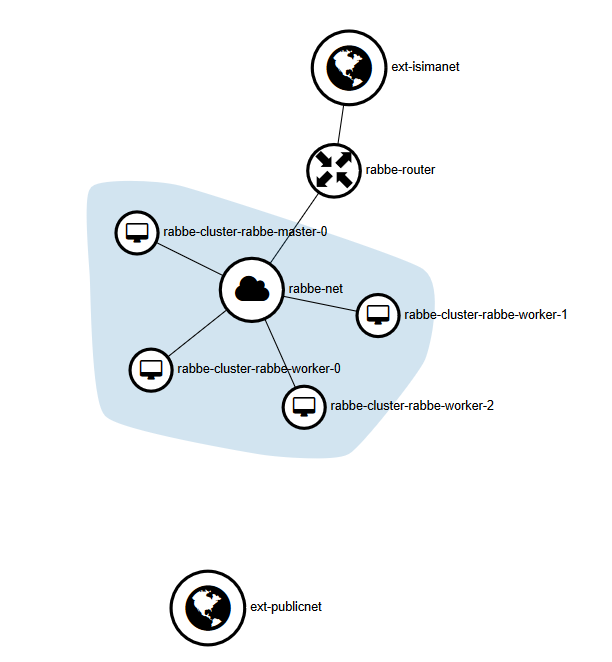 ext-isimanet
rabbe-router
rabbe-cluster-rabbe-master-0
rabbe-net
rabbe-cluster-rabbe-worker-1
rabbe-cluster-rabbe-worker-0
rabbe-cluster-rabbe-worker-2
ext-publicnet